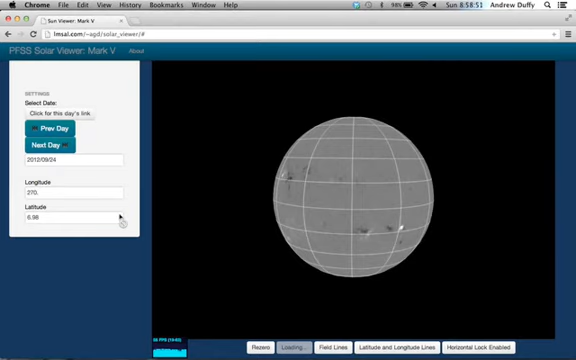 Chrome File Edit View History Bookmarks Window Help
98% Sun 8:58:51 Andrew Duffy
Sun Viewer: Mark V
lmsal.com/~agd/solar_viewer/#
PFSS Solar Viewer: Mark V About
SETTINGS
Select Date:
Click for this day's link
Prev Day
Next Day
2012/09/24
Longitude
270.
Latitude
6.98
Rezero Loading... Field Lines Latitude and Longitude Lines Horizontal Lock Enabled